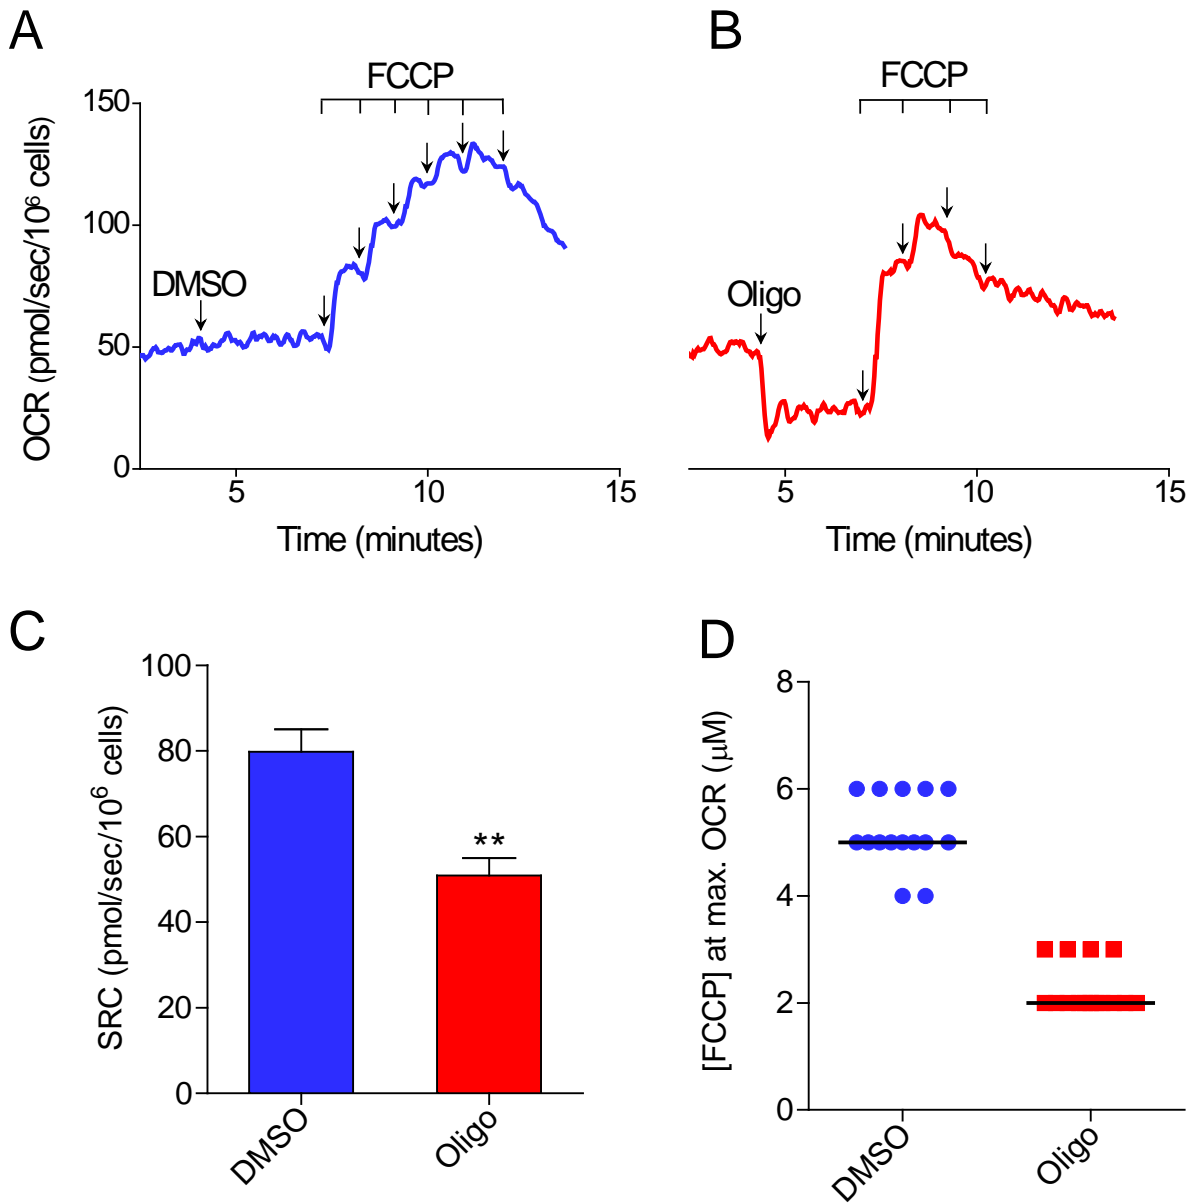 A
FCCP
150
100
50
0
OCR (pmol/sec/10⁶ cells)
DMSO
5
10
15
Time (minutes)
B
FCCP
Oligo
5
10
15
Time (minutes)
C
100
80
60
40
20
0
SRC (pmol/sec/10⁶ cells)
**
DMSO
Oligo
D
8
6
4
2
0
[FCCP] at max. OCR (μM)
DMSO
Oligo